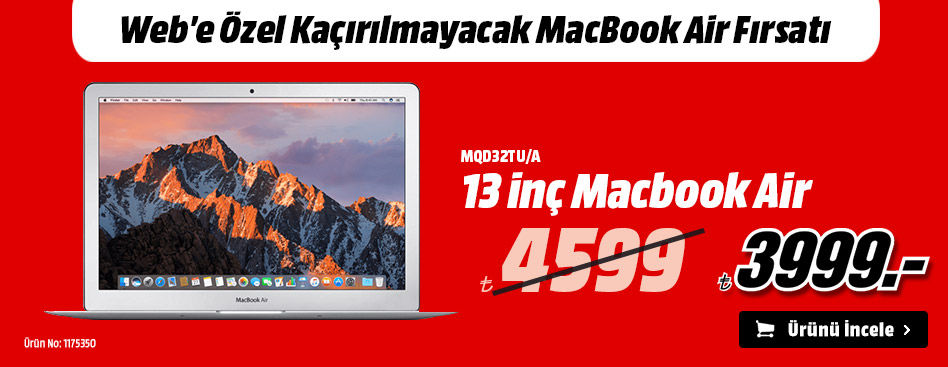 Web'e Özel Kaçırılmayacak MacBook Air Fırsatı
MQD32TU/A
13 inç Macbook Air
₺ 4599
₺ 3999.-
MacBook Air
Ürünü İncele
Ürün No: 1175350